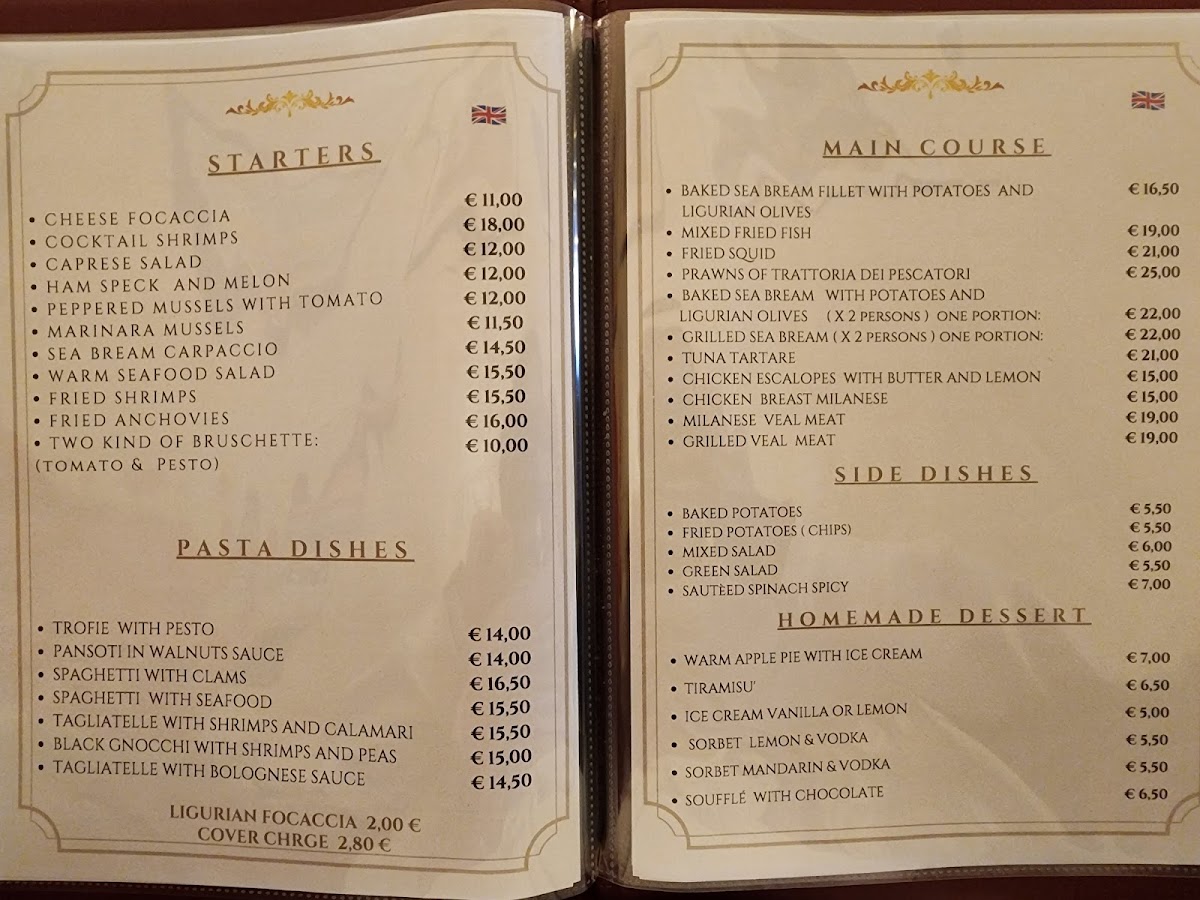 STARTERS
• CHEESE FOCACCIA € 11,00
• COCKTAIL SHRIMPS € 18,00
• CAPRESE SALAD € 12,00
• HAM SPECK AND MELON € 12,00
• PEPPERED MUSSELS WITH TOMATO € 12,00
• MARINARA MUSSELS € 11,50
• SEA BREAM CARPACCIO € 14,50
• WARM SEAFOOD SALAD € 15,50
• FRIED SHRIMPS € 15,50
• FRIED ANCHOVIES € 16,00
• TWO KIND OF BRUSCHETTE: € 10,00
(TOMATO & PESTO)
PASTA DISHES
• TROFIE WITH PESTO € 14,00
• PANSOTI IN WALNUTS SAUCE € 14,00
• SPAGHETTI WITH CLAMS € 16,50
• SPAGHETTI WITH SEAFOOD € 15,50
• TAGLIATELLE WITH SHRIMPS AND CALAMARI € 15,50
• BLACK GNOCCHI WITH SHRIMPS AND PEAS € 15,00
• TAGLIATELLE WITH BOLOGNESE SAUCE € 14,50
LIGURIAN FOCACCIA 2,00 €
COVER CHRGE 2,80 €
MAIN COURSE
• BAKED SEA BREAM FILLET WITH POTATOES AND € 16,50
LIGURIAN OLIVES
• MIXED FRIED FISH € 19,00
• FRIED SQUID € 21,00
• PRAWNS OF TRATTORIA DEI PESCATORI € 25,00
• BAKED SEA BREAM WITH POTATOES AND
LIGURIAN OLIVES ( X 2 PERSONS ) ONE PORTION: € 22,00
• GRILLED SEA BREAM ( X 2 PERSONS ) ONE PORTION: € 22,00
• TUNA TARTARE € 21,00
• CHICKEN ESCALOPES WITH BUTTER AND LEMON € 15,00
• CHICKEN BREAST MILANESE € 15,00
• MILANESE VEAL MEAT € 19,00
• GRILLED VEAL MEAT € 19,00
SIDE DISHES
• BAKED POTATOES € 5,50
• FRIED POTATOES ( CHIPS) € 5,50
• MIXED SALAD € 6,00
• GREEN SALAD € 5,50
• SAUTÈED SPINACH SPICY € 7,00
HOMEMADE DESSERT
• WARM APPLE PIE WITH ICE CREAM € 7,00
• TIRAMISU' € 6,50
• ICE CREAM VANILLA OR LEMON € 5,00
• SORBET LEMON & VODKA € 5,50
• SORBET MANDARIN & VODKA € 5,50
• SOUFFLÉ WITH CHOCOLATE € 6,50